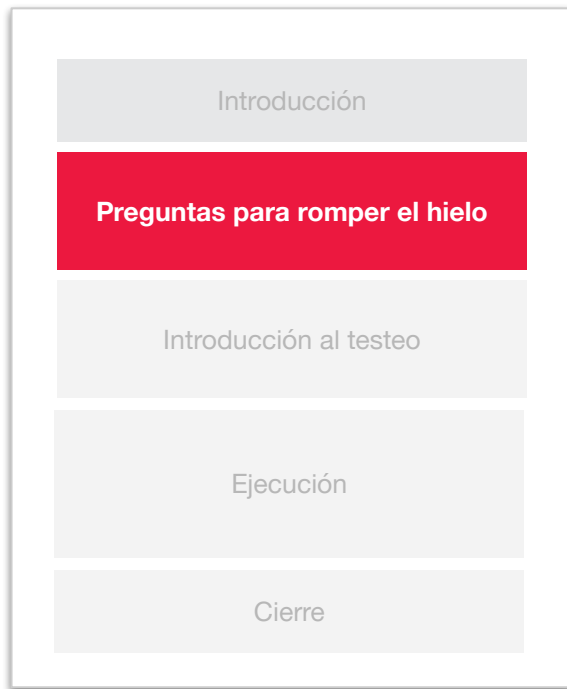 Introducción
Preguntas para romper el hielo
Introducción al testeo
Ejecución
Cierre